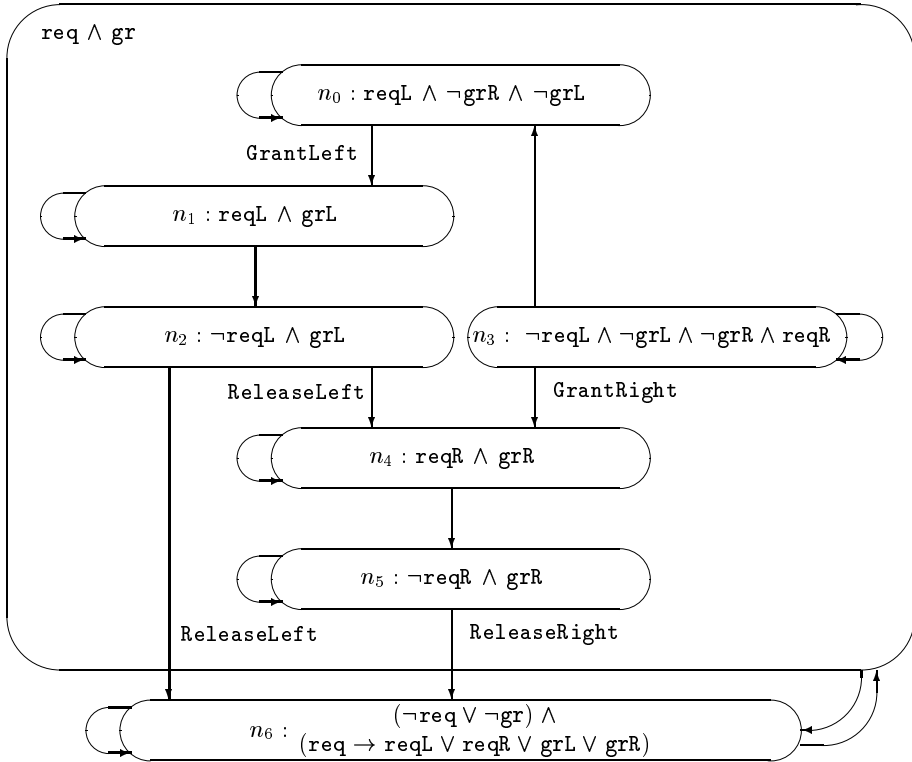 req ∧ gr
n₀ : reqL ∧ ¬grR ∧ ¬grL
GrantLeft
n₁ : reqL ∧ grL
n₂ : ¬reqL ∧ grL
n₃ : ¬reqL ∧ ¬grL ∧ ¬grR ∧ reqR
ReleaseLeft
GrantRight
n₄ : reqR ∧ grR
n₅ : ¬reqR ∧ grR
ReleaseLeft
ReleaseRight
n₆ : (¬req ∨ ¬gr) ∧
(req → reqL ∨ reqR ∨ grL ∨ grR)